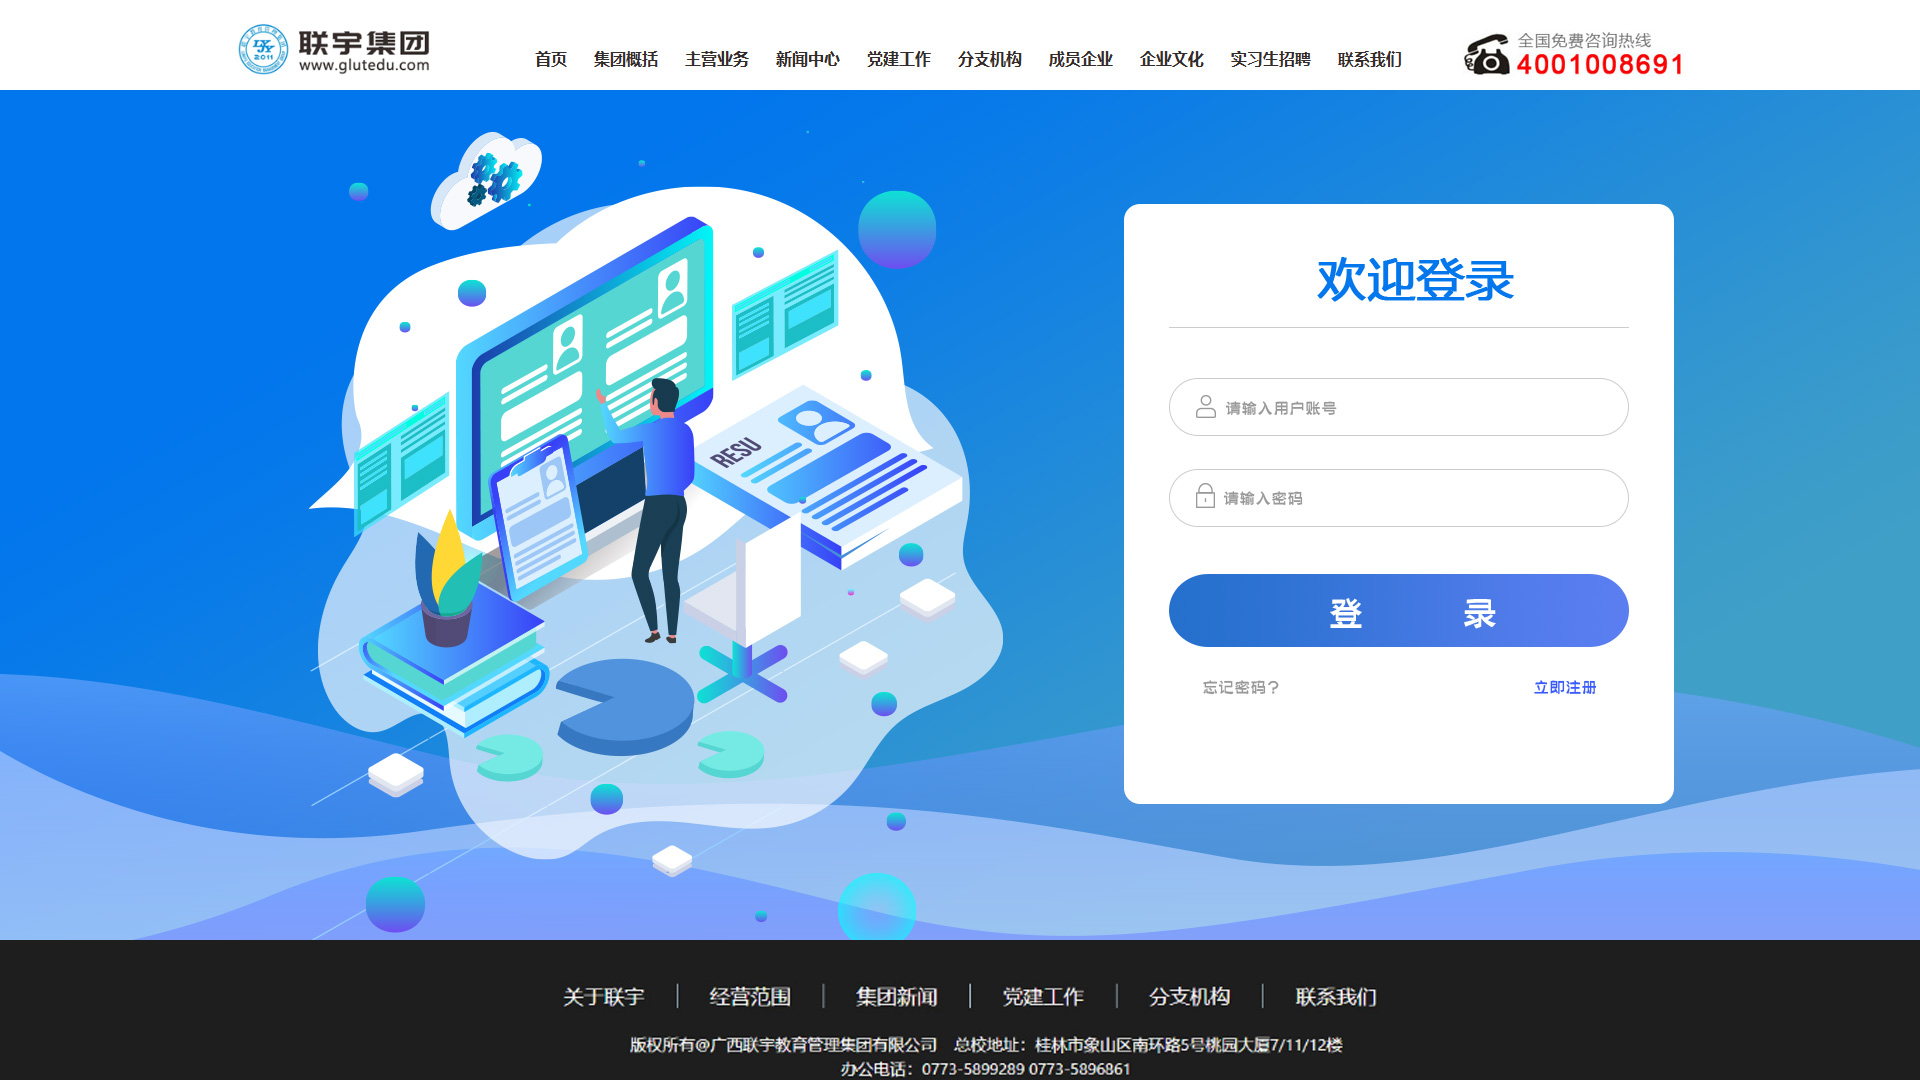 联宇集团
www.glutedu.com
LYJY
2011
首页 集团概括 主营业务 新闻中心 党建工作 分支机构 成员企业 企业文化 实习生招聘 联系我们
全国免费咨询热线
4001008691
RESU
欢迎登录
请输入用户账号
请输入密码
登 录
忘记密码？ 立即注册
关于联宇 | 经营范围 | 集团新闻 | 党建工作 | 分支机构 | 联系我们
版权所有@广西联宇教育管理集团有限公司 总校地址：桂林市象山区南环路5号桃园大厦7/11/12楼
办公电话：0773-5899289 0773-5896861